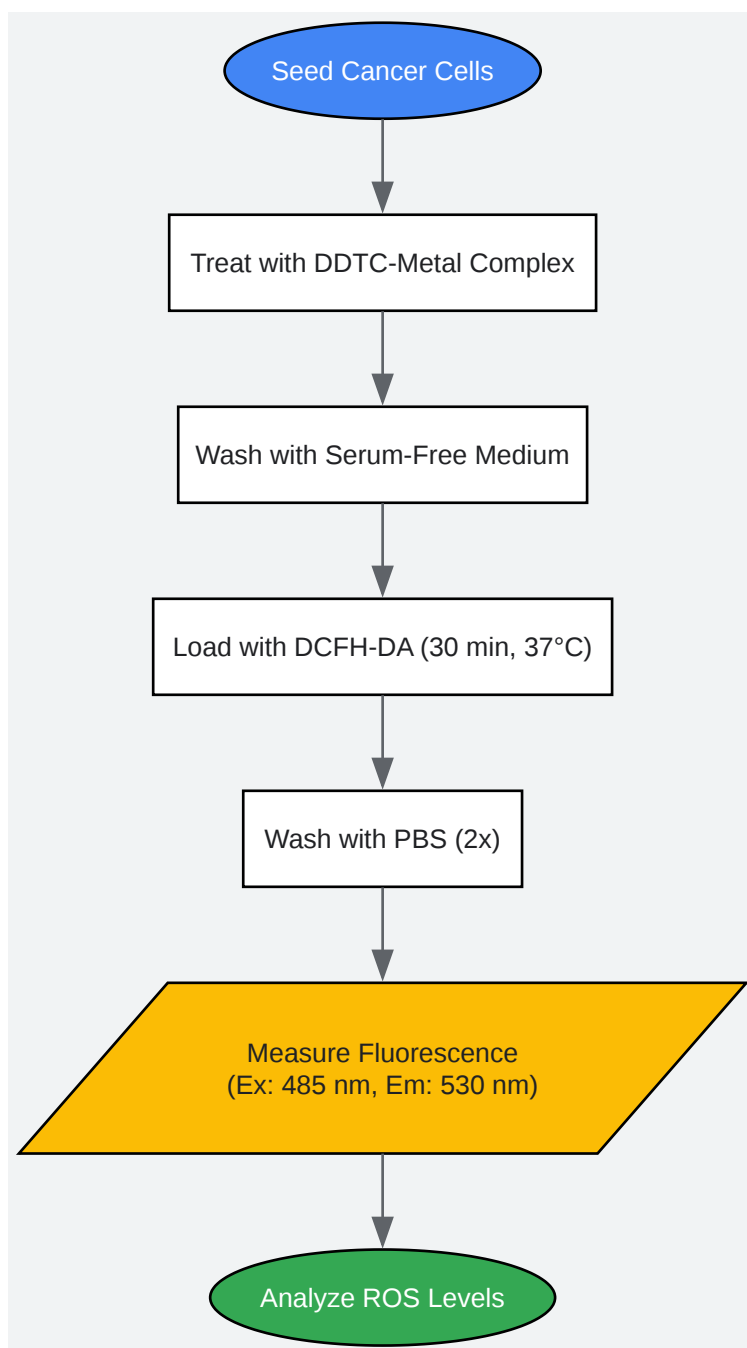 Seed Cancer Cells
Treat with DDTC-Metal Complex
Wash with Serum-Free Medium
Load with DCFH-DA (30 min, 37°C)
Wash with PBS (2x)
Measure Fluorescence
(Ex: 485 nm, Em: 530 nm)
Analyze ROS Levels